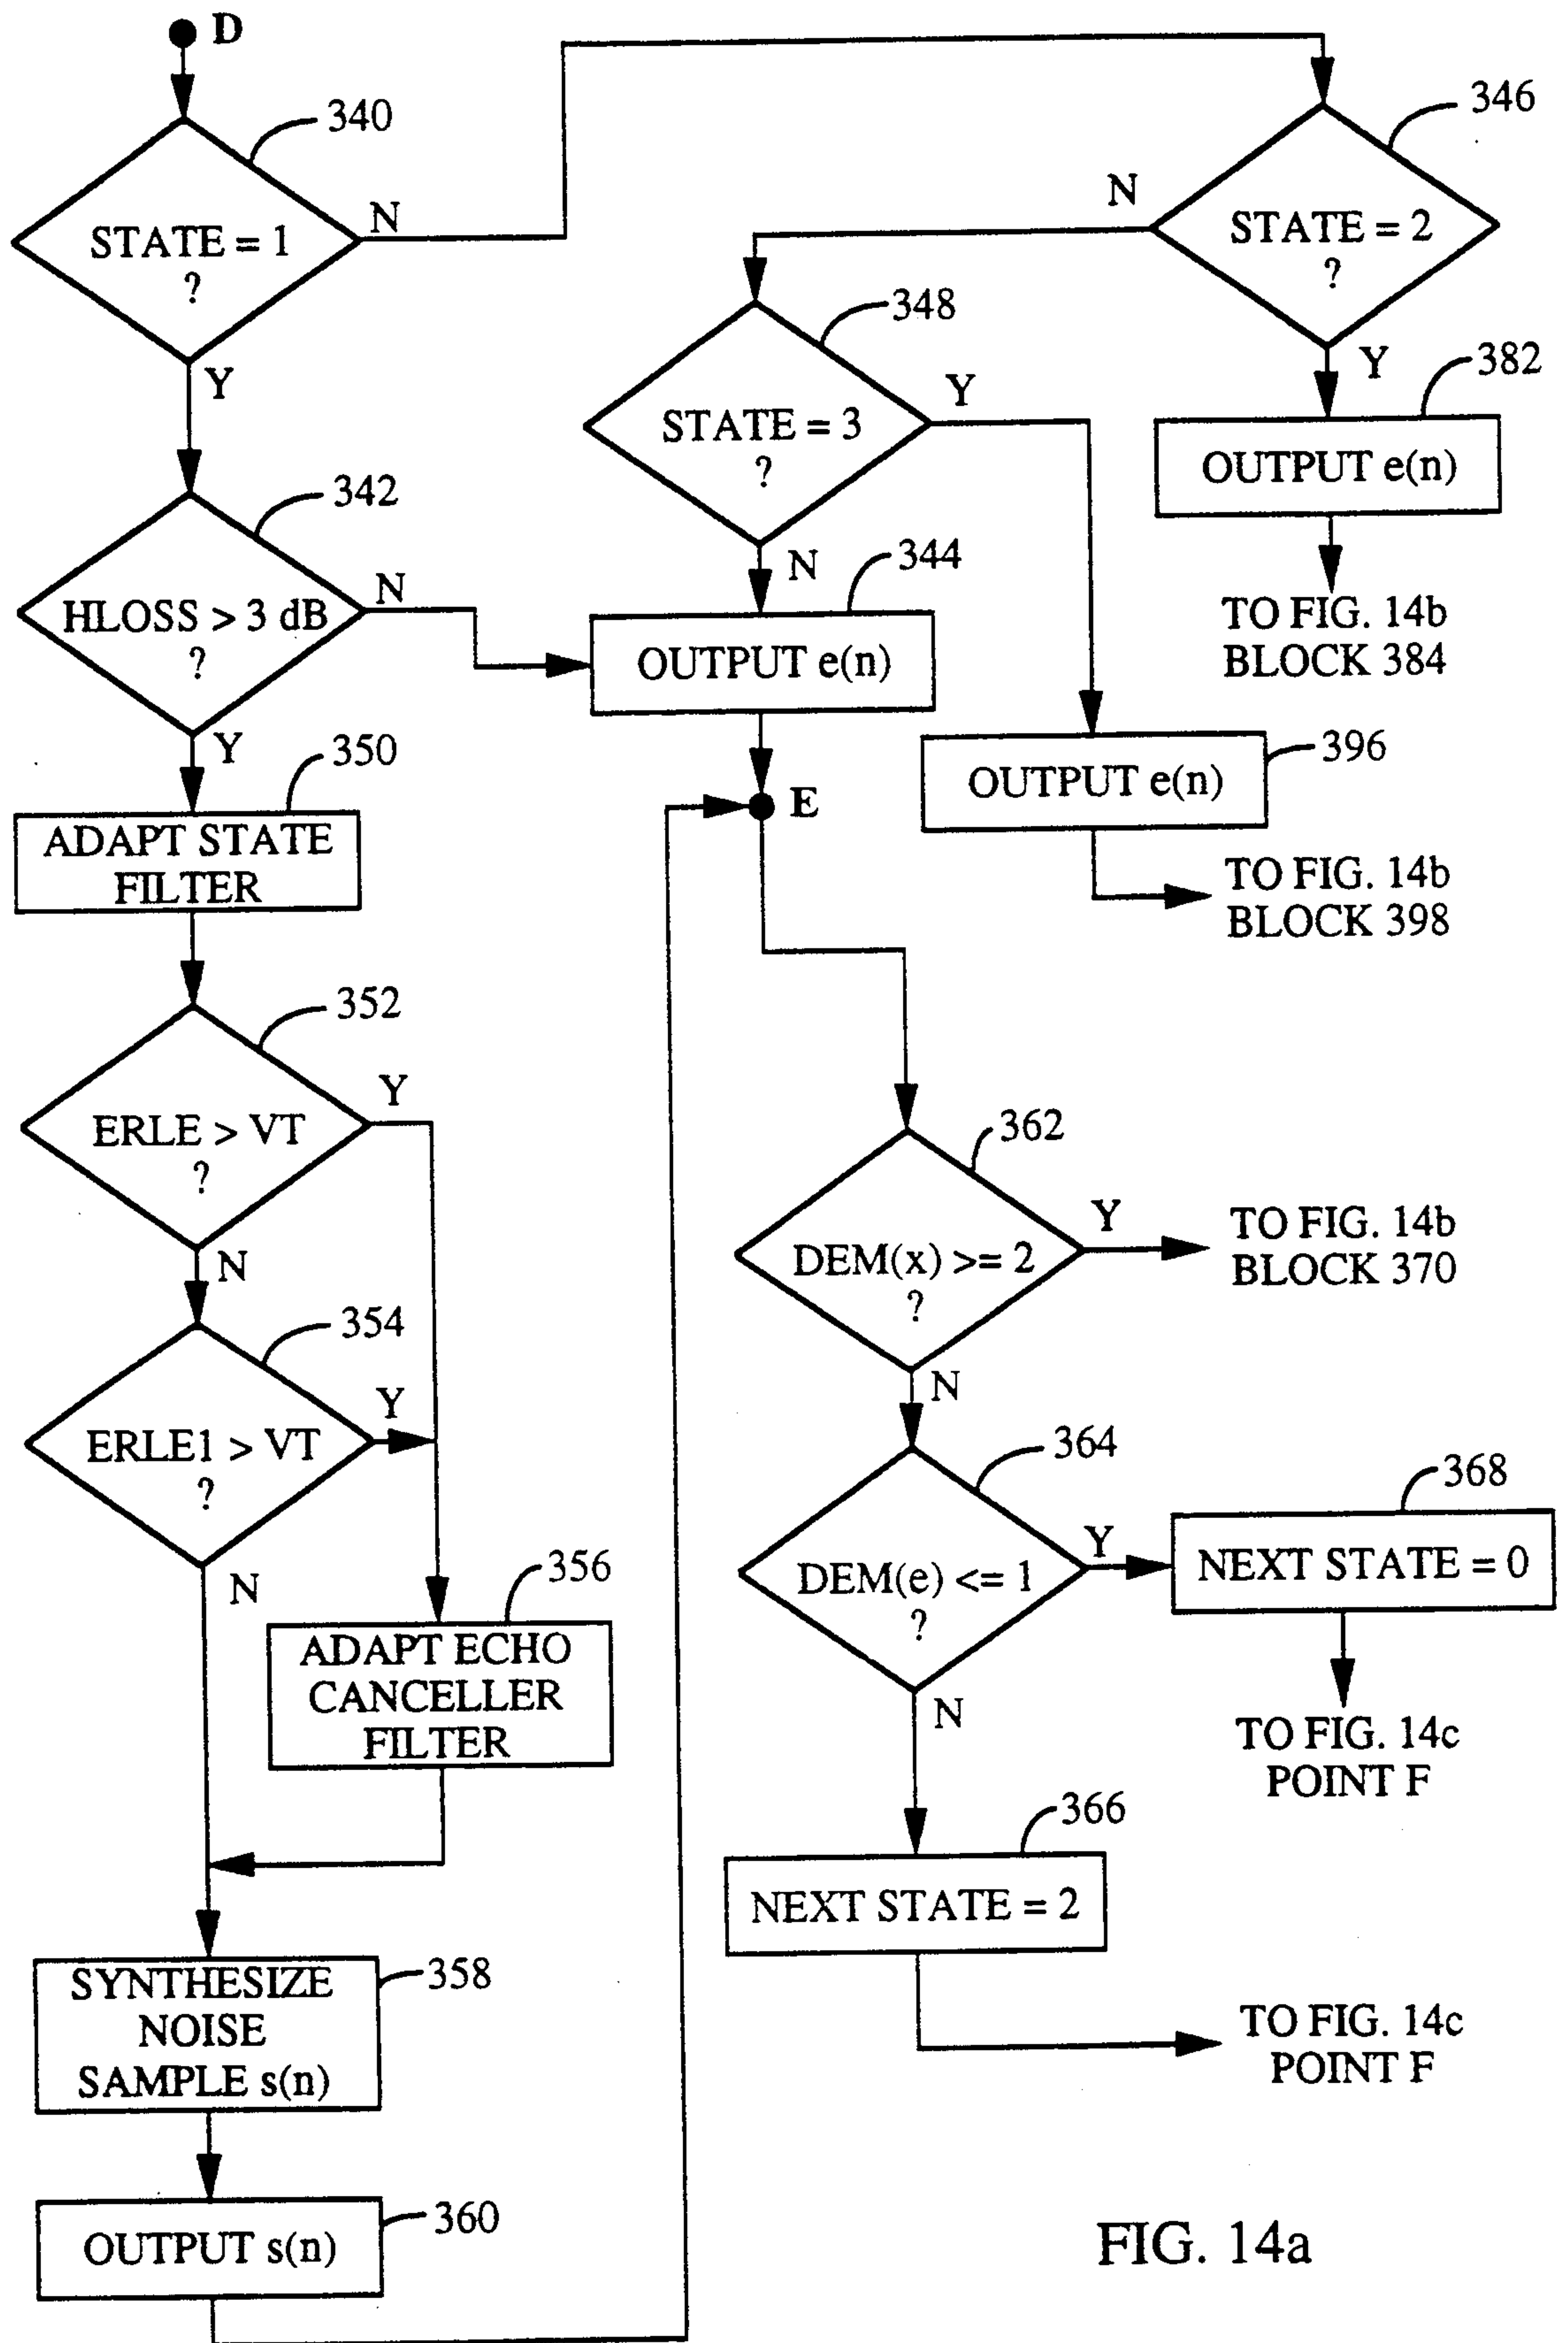 D
340
STATE = 1
?
N
Y
346
STATE = 2
?
N
Y
348
STATE = 3
?
Y
N
382
OUTPUT e(n)
TO FIG. 14b
BLOCK 384
342
HLOSS > 3 dB
?
N
Y
344
OUTPUT e(n)
396
OUTPUT e(n)
TO FIG. 14b
BLOCK 398
E
350
ADAPT STATE
FILTER
352
ERLE > VT
?
Y
N
354
ERLE1 > VT
?
Y
N
356
ADAPT ECHO
CANCELLER
FILTER
358
SYNTHESIZE
NOISE
SAMPLE s(n)
360
OUTPUT s(n)
362
DEM(x) >= 2
?
Y
N
TO FIG. 14b
BLOCK 370
364
DEM(e) <= 1
?
Y
N
368
NEXT STATE = 0
TO FIG. 14c
POINT F
366
NEXT STATE = 2
TO FIG. 14c
POINT F
FIG. 14a